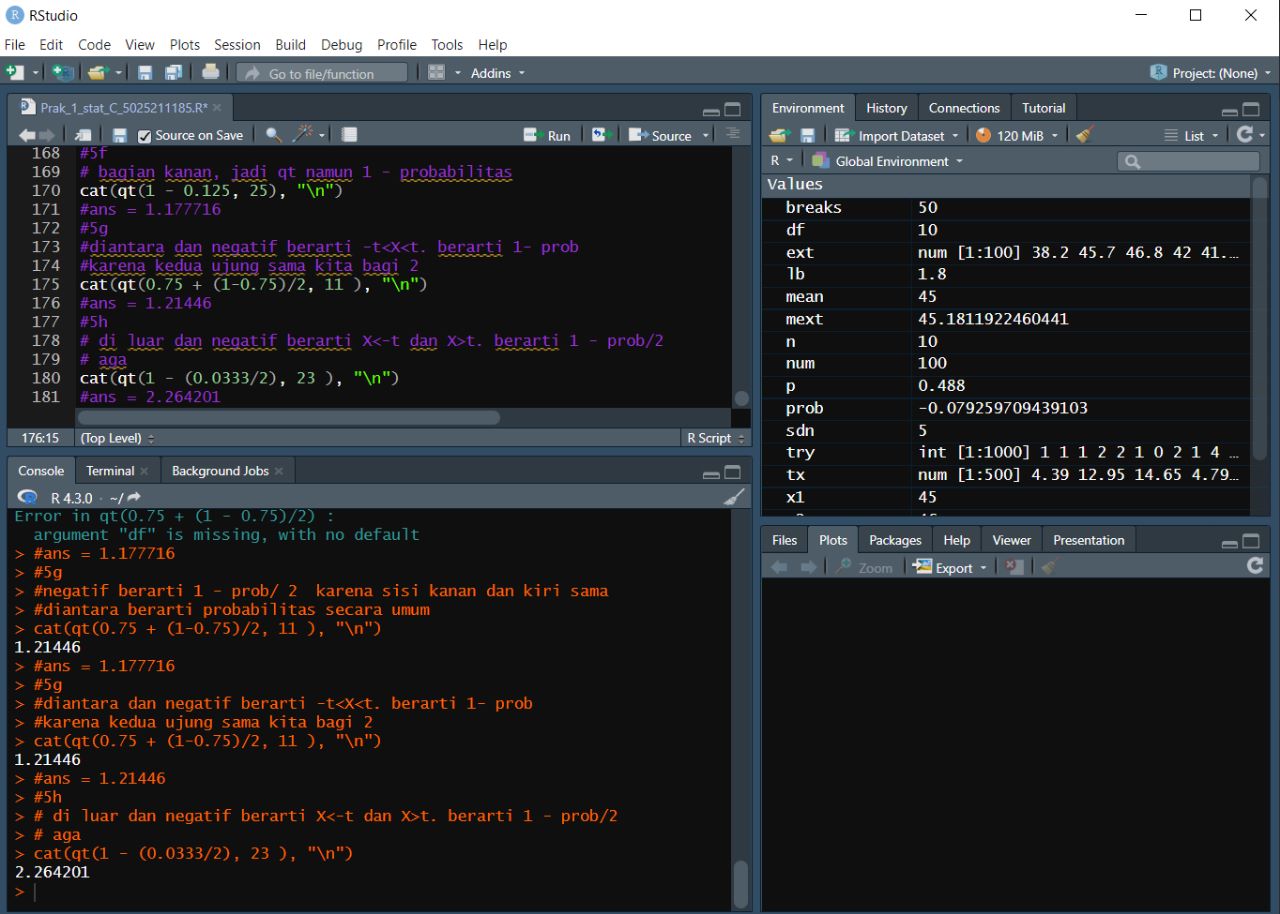 RStudio
File Edit Code View Plots Session Build Debug Profile Tools Help
Go to file/function Addins Project: (None)
Prak_1_stat_C_5025211185.R*
Source on Save Run Source
168 #5f
169 # bagian kanan, jadi qt namun 1 - probabilitas
170 cat(qt(1 - 0.125, 25), "\n")
171 #ans = 1.177716
172 #5g
173 #diantara dan negatif berarti -t<X<t. berarti 1- prob
174 #karena kedua ujung sama kita bagi 2
175 cat(qt(0.75 + (1-0.75)/2, 11 ), "\n")
176 #ans = 1.21446
177 #5h
178 # di luar dan negatif berarti X<-t dan X>t. berarti 1 - prob/2
179 # aga
180 cat(qt(1 - (0.0333/2), 23 ), "\n")
181 #ans = 2.264201
176:15 (Top Level) R Script
Console Terminal Background Jobs
R 4.3.0 · ~/
Error in qt(0.75 + (1 - 0.75)/2) :
argument "df" is missing, with no default
> #ans = 1.177716
> #5g
> #negatif berarti 1 - prob/ 2  karena sisi kanan dan kiri sama
> #diantara berarti probabilitas secara umum
> cat(qt(0.75 + (1-0.75)/2, 11 ), "\n")
1.21446
> #ans = 1.177716
> #5g
> #diantara dan negatif berarti -t<X<t. berarti 1- prob
> #karena kedua ujung sama kita bagi 2
> cat(qt(0.75 + (1-0.75)/2, 11 ), "\n")
1.21446
> #ans = 1.21446
> #5h
> # di luar dan negatif berarti X<-t dan X>t. berarti 1 - prob/2
> # aga
> cat(qt(1 - (0.0333/2), 23 ), "\n")
2.264201
>
Environment History Connections Tutorial
Import Dataset 120 MiB List
R Global Environment
Values
breaks 50
df 10
ext num [1:100] 38.2 45.7 46.8 42 41.…
lb 1.8
mean 45
mext 45.1811922460441
n 10
num 100
p 0.488
prob -0.079259709439103
sdn 5
try int [1:1000] 1 1 1 2 2 1 0 2 1 4 …
tx num [1:500] 4.39 12.95 14.65 4.79…
x1 45
Files Plots Packages Help Viewer Presentation
Zoom Export